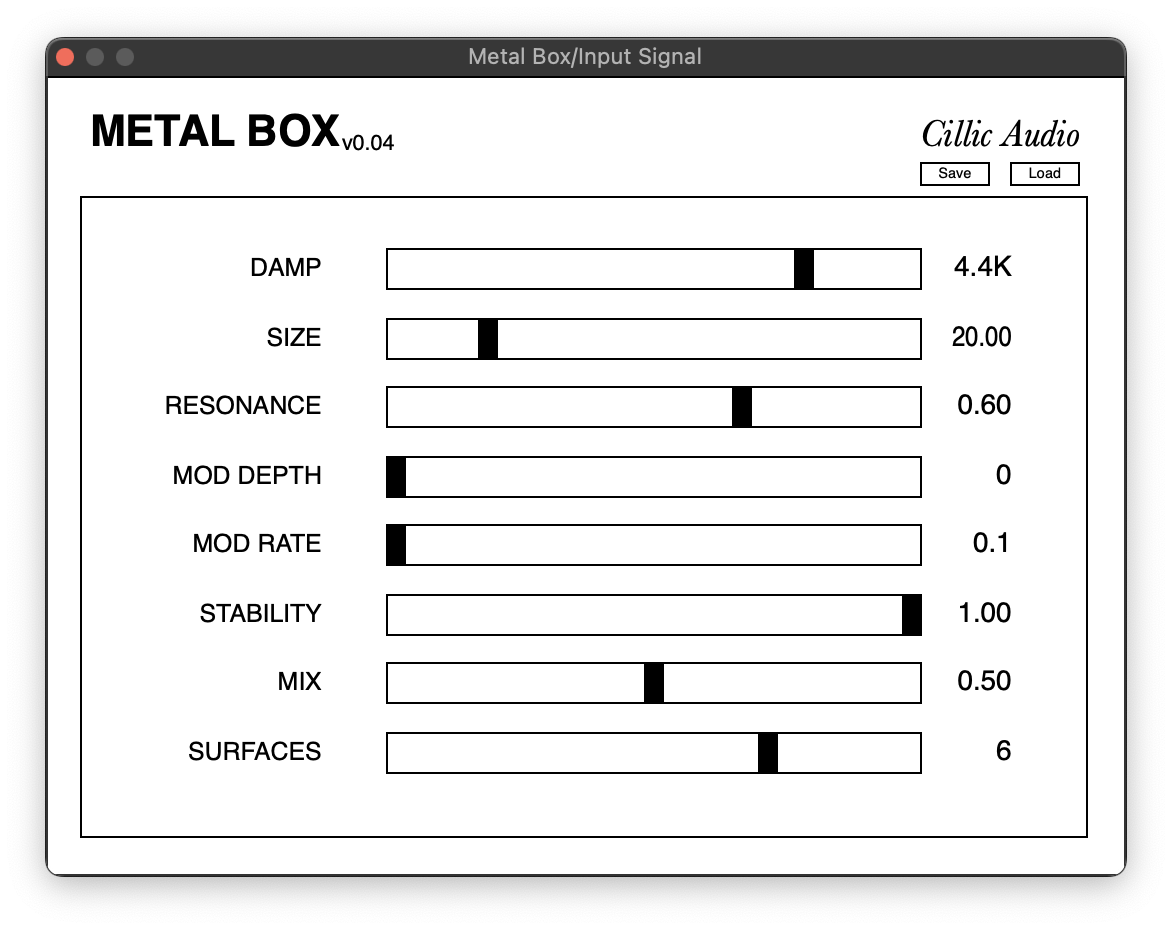 Metal Box/Input Signal
METAL BOX v0.04
Cillic Audio
Save Load
DAMP 4.4K
SIZE 20.00
RESONANCE 0.60
MOD DEPTH 0
MOD RATE 0.1
STABILITY 1.00
MIX 0.50
SURFACES 6